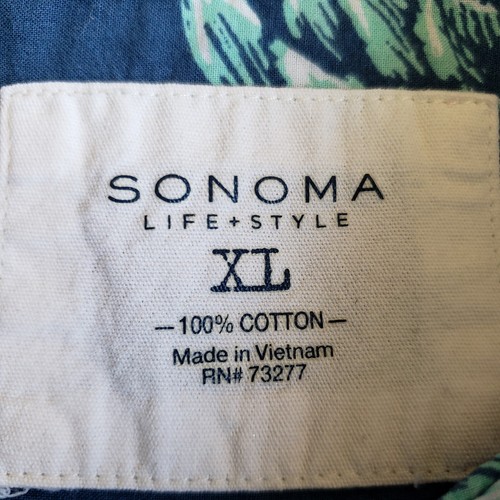 SONOMA
LIFE + STYLE
XL
— 100% COTTON —
Made in Vietnam
RN# 73277